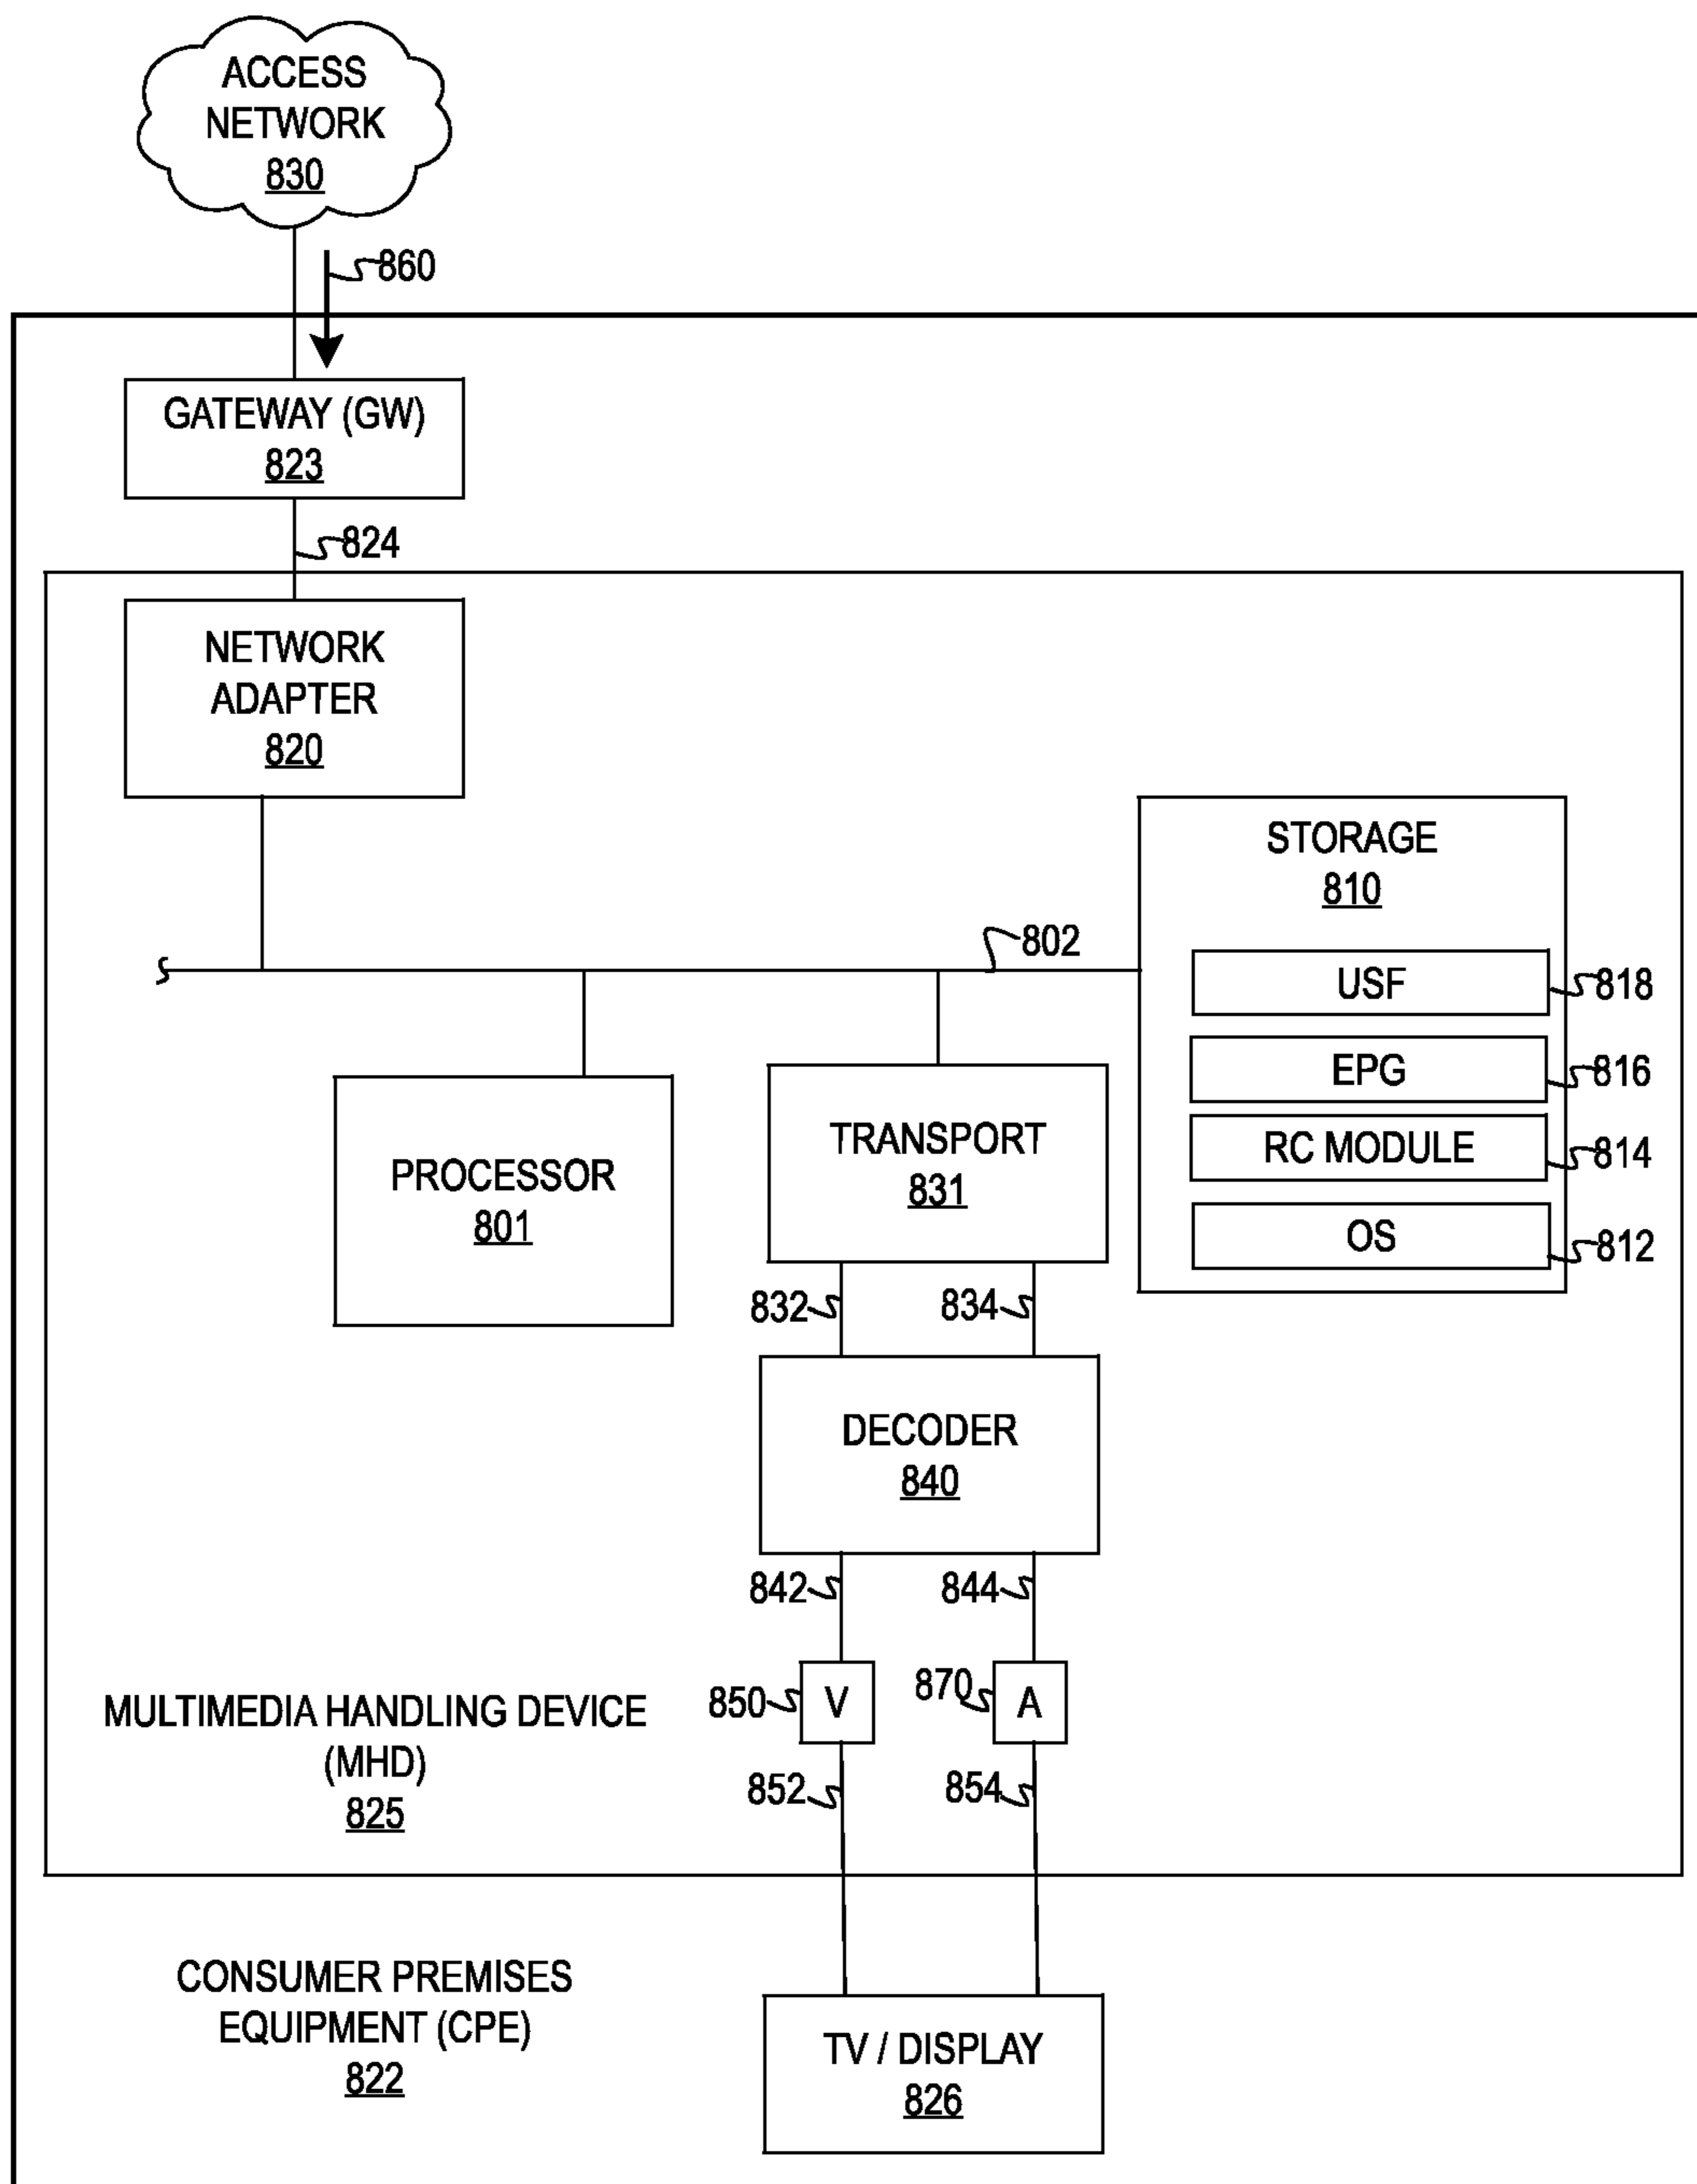 ACCESS
NETWORK
830
860
GATEWAY (GW)
823
824
NETWORK
ADAPTER
820
STORAGE
810
802
USF
818
EPG
816
RC MODULE
814
OS
812
PROCESSOR
801
TRANSPORT
831
832
834
DECODER
840
842
844
850
V
870
A
MULTIMEDIA HANDLING DEVICE
(MHD)
825
852
854
CONSUMER PREMISES
EQUIPMENT (CPE)
822
TV / DISPLAY
826